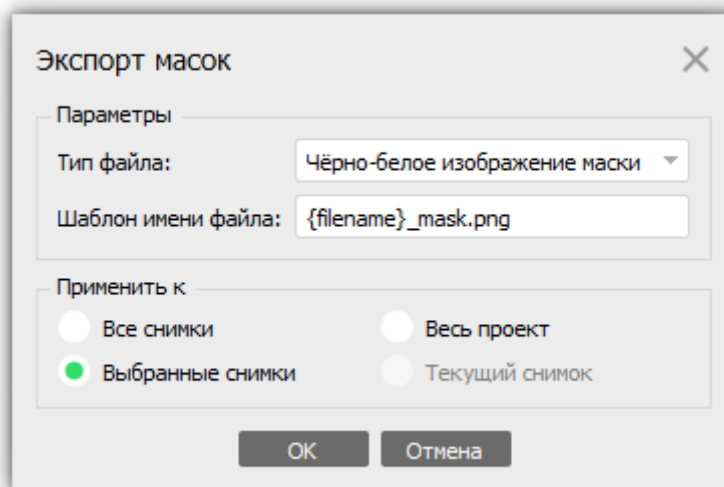 Экспорт масок
Параметры
Тип файла: Чёрно-белое изображение маски
Шаблон имени файла: {filename}_mask.png
Применить к
Все снимки Весь проект
Выбранные снимки Текущий снимок
OK Отмена